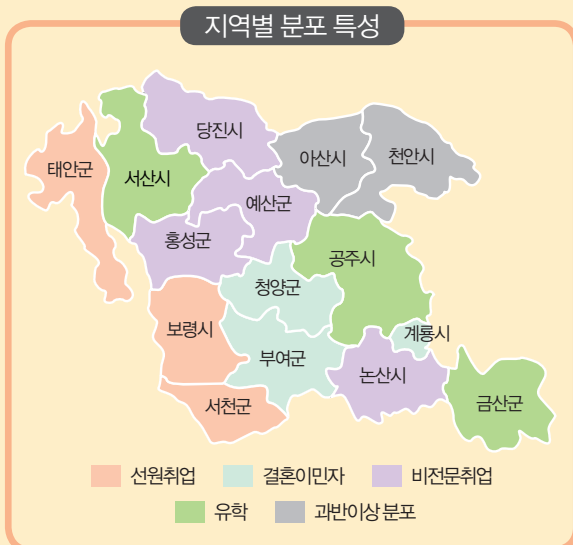 지역별 분포 특성
당진시
아산시
천안시
태안군
서산시
예산군
홍성군
공주시
청양군
보령시
계룡시
부여군
논산시
서천군
금산군
선원취업
결혼이민자
비전문취업
유학
과반이상 분포